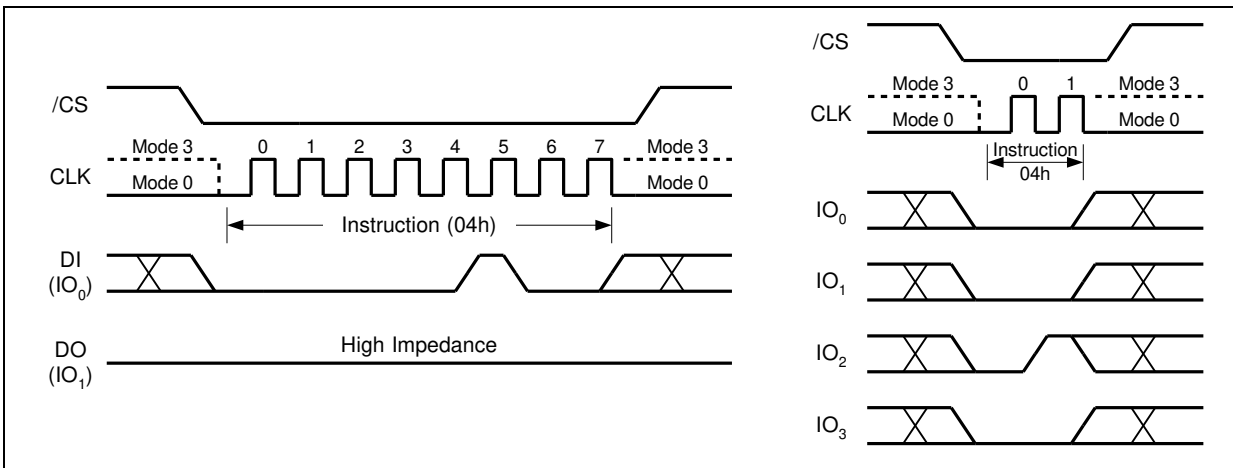 /CS
Mode 3 0 1 2 3 4 5 6 7 Mode 3
CLK
Mode 0 Mode 0
Instruction (04h)
DI
(IO0)
DO
(IO1)
High Impedance
/CS
Mode 3 0 1 Mode 3
CLK
Mode 0 Mode 0
Instruction
04h
IO0
IO1
IO2
IO3